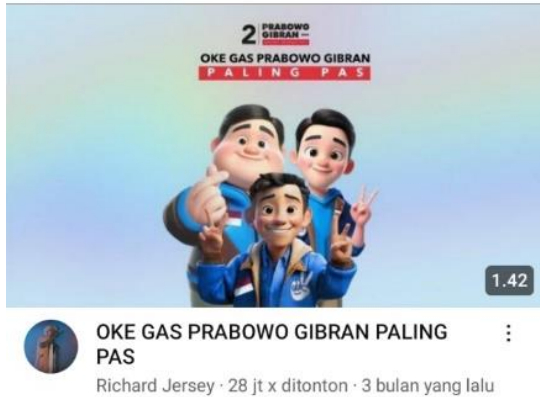 2 PRABOWO
GIBRAN
OKE GAS PRABOWO GIBRAN
PALING PAS
1.42
OKE GAS PRABOWO GIBRAN PALING
PAS
Richard Jersey · 28 jt x ditonton · 3 bulan yang lalu